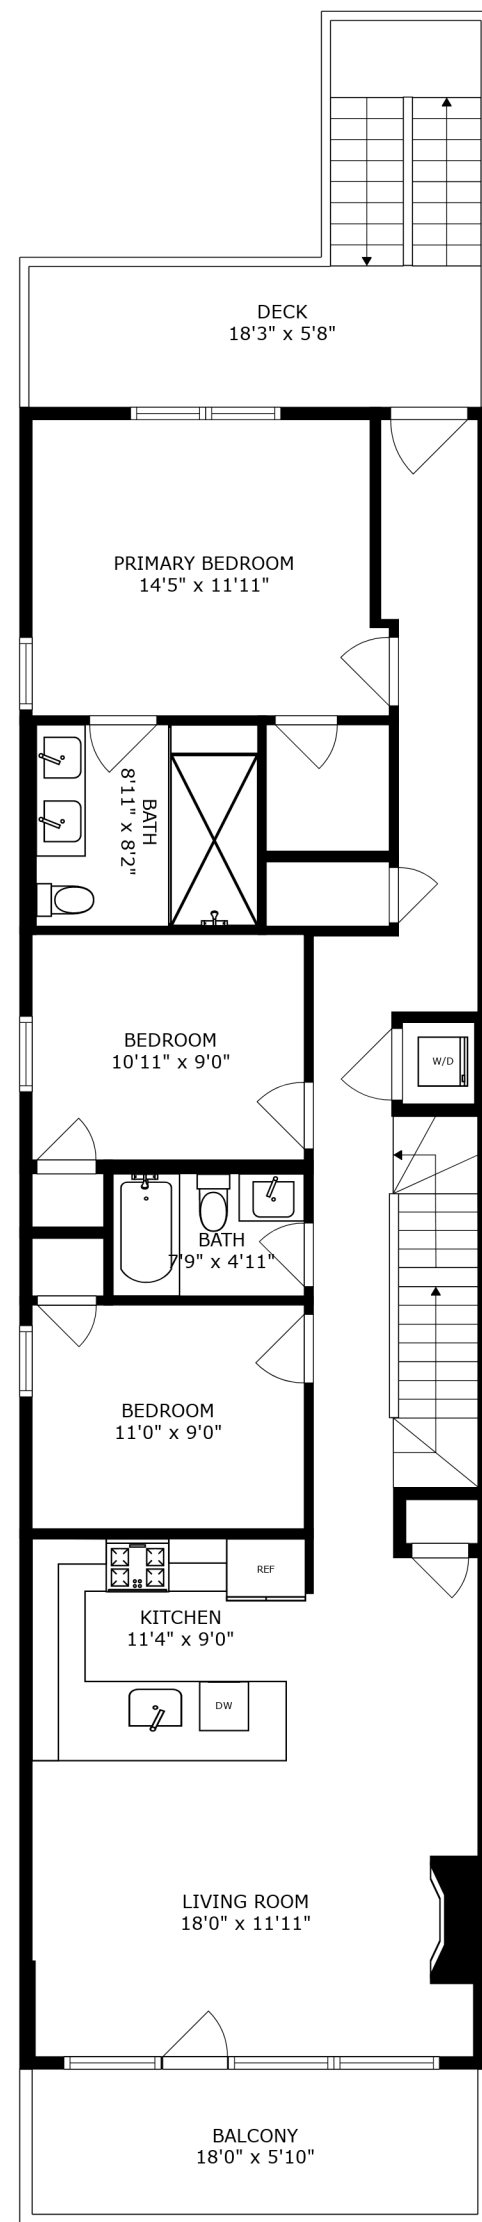 DECK
18'3" x 5'8"
PRIMARY BEDROOM
14'5" x 11'11"
BATH
8'11" x 8'2"
BEDROOM
10'11" x 9'0"
W/D
BATH
7'9" x 4'11"
BEDROOM
11'0" x 9'0"
REF
KITCHEN
11'4" x 9'0"
DW
LIVING ROOM
18'0" x 11'11"
BALCONY
18'0" x 5'10"